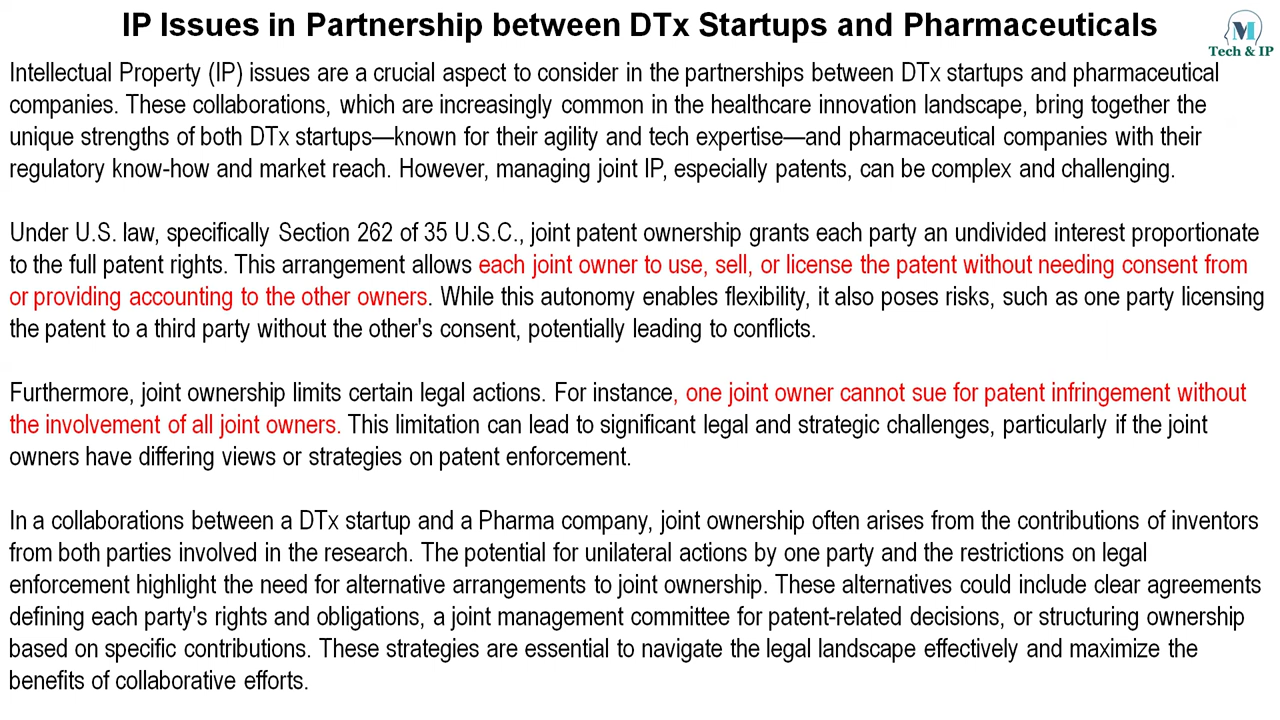 IP Issues in Partnership between DTx Startups and Pharmaceuticals
M
Tech & IP
Intellectual Property (IP) issues are a crucial aspect to consider in the partnerships between DTx startups and pharmaceutical
companies. These collaborations, which are increasingly common in the healthcare innovation landscape, bring together the
unique strengths of both DTx startups—known for their agility and tech expertise—and pharmaceutical companies with their
regulatory know-how and market reach. However, managing joint IP, especially patents, can be complex and challenging.
Under U.S. law, specifically Section 262 of 35 U.S.C., joint patent ownership grants each party an undivided interest proportionate
to the full patent rights. This arrangement allows each joint owner to use, sell, or license the patent without needing consent from
or providing accounting to the other owners. While this autonomy enables flexibility, it also poses risks, such as one party licensing
the patent to a third party without the other's consent, potentially leading to conflicts.
Furthermore, joint ownership limits certain legal actions. For instance, one joint owner cannot sue for patent infringement without
the involvement of all joint owners. This limitation can lead to significant legal and strategic challenges, particularly if the joint
owners have differing views or strategies on patent enforcement.
In a collaborations between a DTx startup and a Pharma company, joint ownership often arises from the contributions of inventors
from both parties involved in the research. The potential for unilateral actions by one party and the restrictions on legal
enforcement highlight the need for alternative arrangements to joint ownership. These alternatives could include clear agreements
defining each party's rights and obligations, a joint management committee for patent-related decisions, or structuring ownership
based on specific contributions. These strategies are essential to navigate the legal landscape effectively and maximize the
benefits of collaborative efforts.